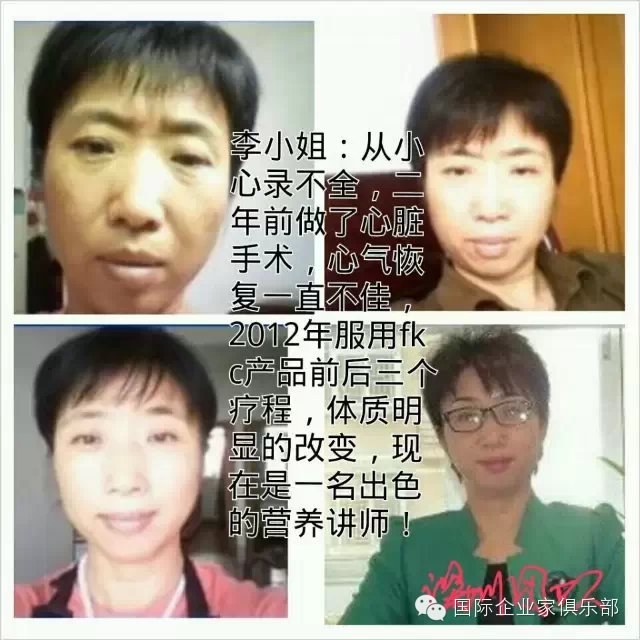 李小姐：从小
心录不全，二
年前做了心脏
手术，心气恢
复一直不佳，
2012年服用fk
c产品前后三个
疗程，体质明
显的改变，现
在是一名出色
的营养讲师！
国际企业家俱乐部